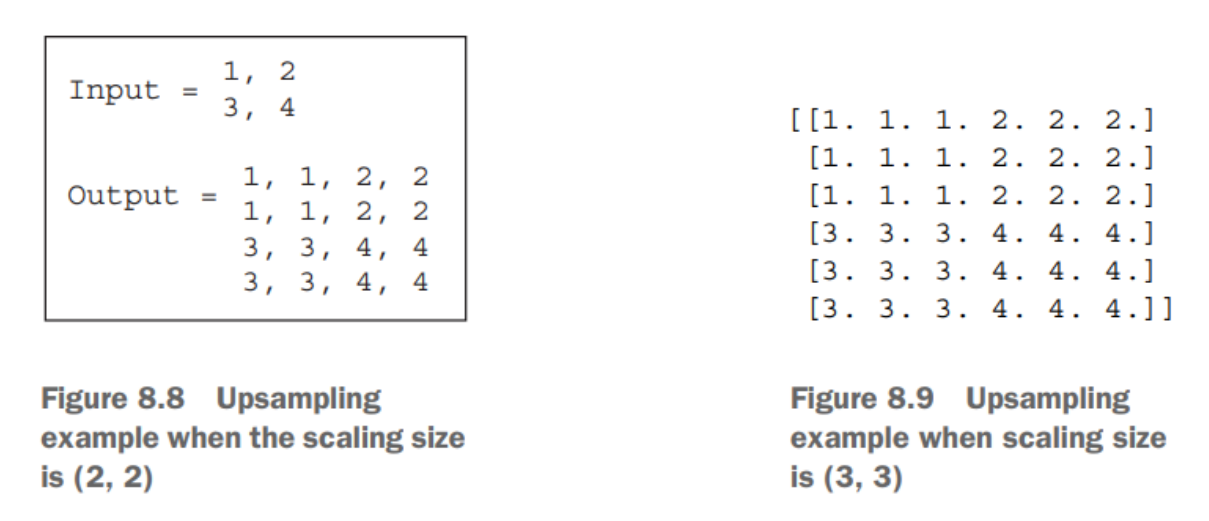 Input = 1, 2
3, 4
Output = 1, 1, 2, 2
1, 1, 2, 2
3, 3, 4, 4
3, 3, 4, 4
Figure 8.8 Upsampling
example when the scaling size
is (2, 2)
[[1. 1. 1. 2. 2. 2.]
[1. 1. 1. 2. 2. 2.]
[1. 1. 1. 2. 2. 2.]
[3. 3. 3. 4. 4. 4.]
[3. 3. 3. 4. 4. 4.]
[3. 3. 3. 4. 4. 4.]]
Figure 8.9 Upsampling
example when scaling size
is (3, 3)